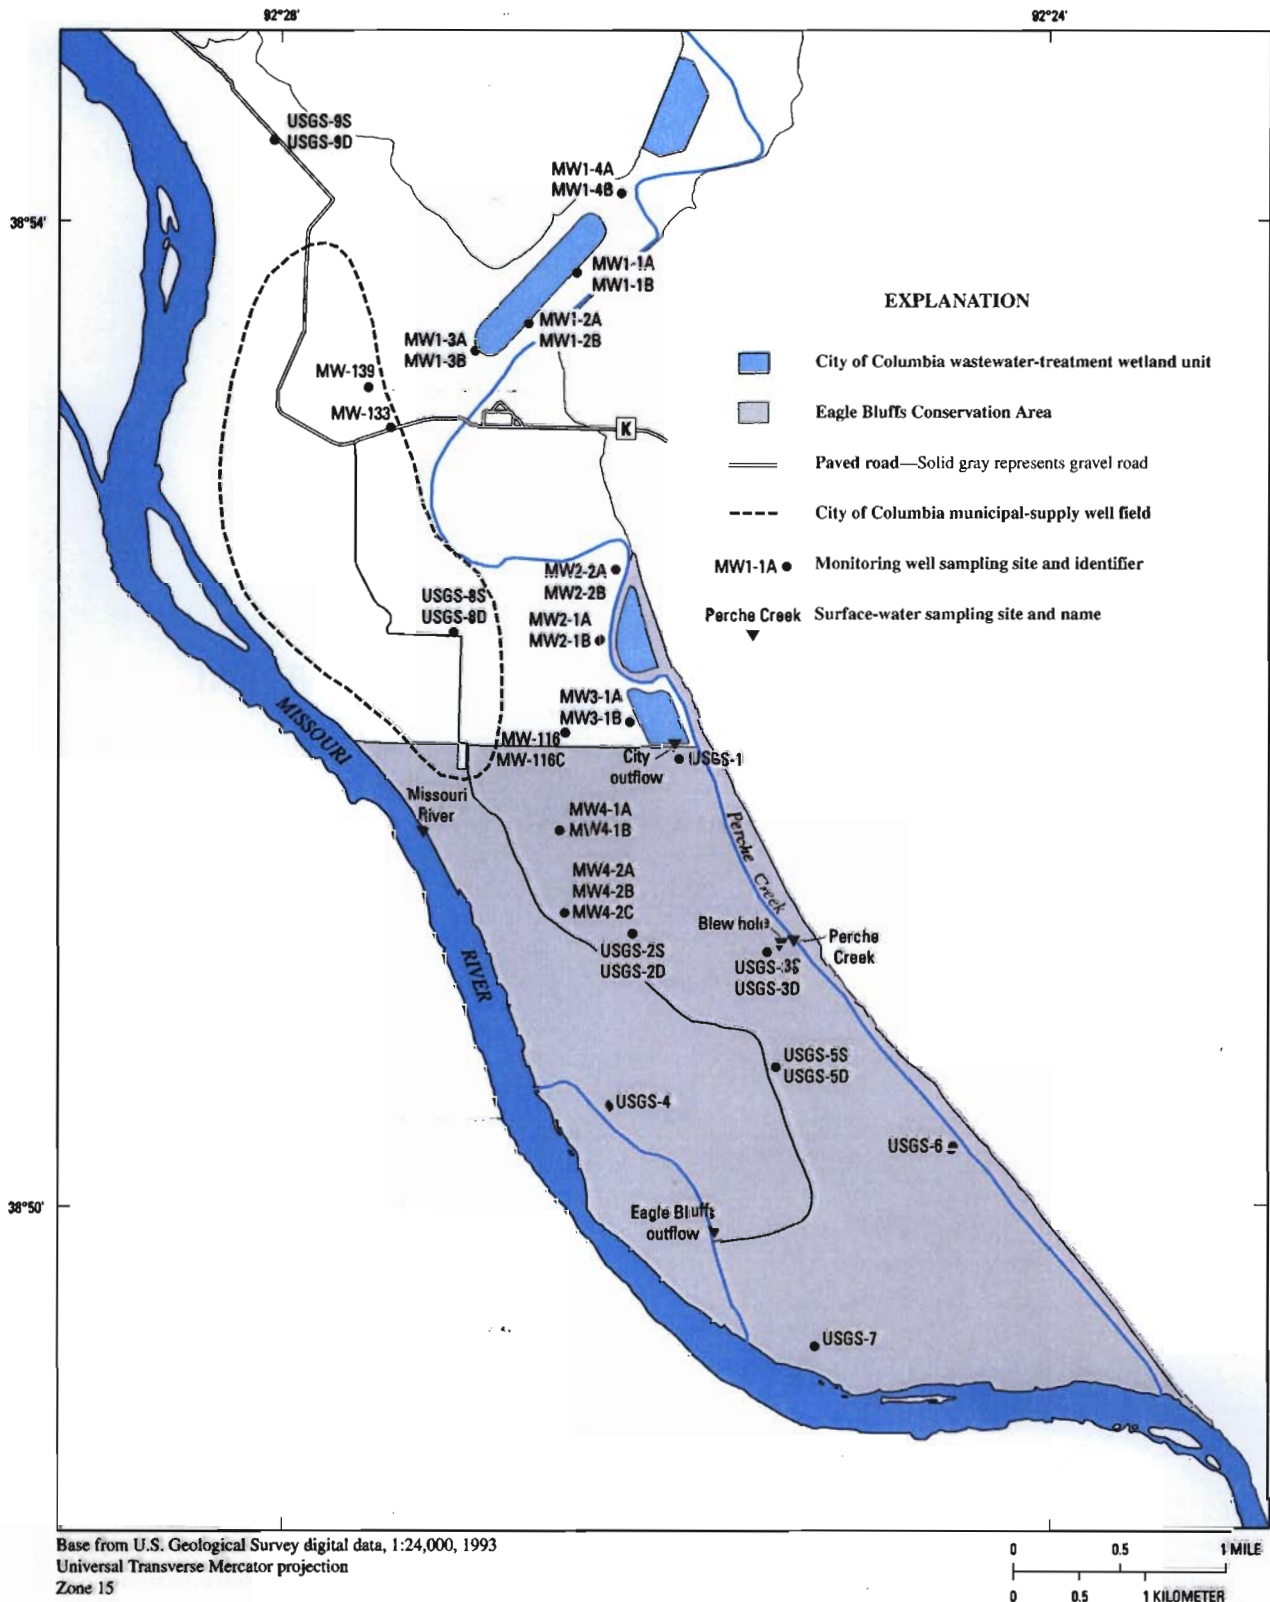 92°28'
92°24'
USGS-9S
USGS-9D
MW1-4A
MW1-4B
38°54'
MW1-1A
MW1-1B
EXPLANATION
MW1-2A
MW1-2B
MW1-3A
MW1-3B
City of Columbia wastewater-treatment wetland unit
MW-139
Eagle Bluffs Conservation Area
MW-133
K
Paved road—Solid gray represents gravel road
City of Columbia municipal-supply well field
MW1-1A
Monitoring well sampling site and identifier
MW2-2A
MW2-2B
USGS-8S
USGS-8D
MW2-1A
MW2-1B
Perche Creek
Surface-water sampling site and name
MW3-1A
MW3-1B
MISSOURI
MW-116
MW-116C
City
outflow
USGS-1
Missouri
River
MW4-1A
MW4-1B
Perche Creek
MW4-2A
MW4-2B
MW4-2C
Blew hole
Perche
Creek
USGS-2S
USGS-2D
USGS-3S
USGS-3D
RIVER
USGS-5S
USGS-5D
USGS-4
USGS-6
38°50'
Eagle Bluffs
outflow
USGS-7
Base from U.S. Geological Survey digital data, 1:24,000, 1993
Universal Transverse Mercator projection
Zone 15
0 0.5 1 MILE
0 0.5 1 KILOMETER